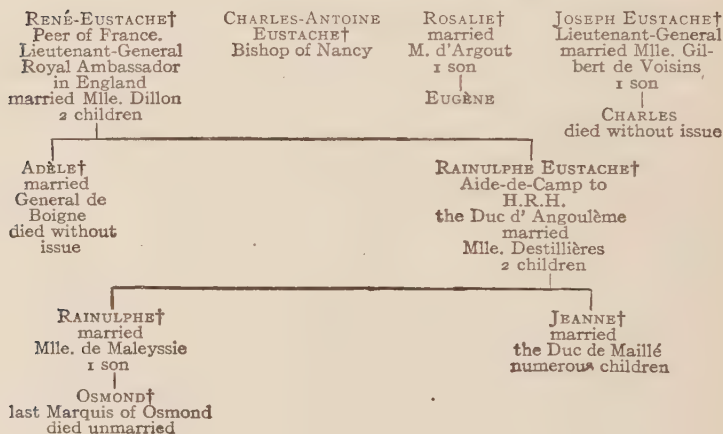 RENÉ-EUSTACHE†
Peer of France.
Lieutenant-General
Royal Ambassador
in England
married Mlle. Dillon
2 children
CHARLES-ANTOINE
EUSTACHE†
Bishop of Nancy
ROSALIE†
married
M. d'Argout
1 son
EUGÈNE
JOSEPH EUSTACHE†
Lieutenant-General
married Mlle. Gil-
bert de Voisins
1 son
CHARLES
died without issue
ADÈLE†
married
General de
Boigne
died without
issue
RAINULPHE EUSTACHE†
Aide-de-Camp to
H.R.H.
the Duc d' Angoulème
married
Mlle. Destillières
2 children
RAINULPHE†
married
Mlle. de Maleyssie
1 son
OSMOND†
last Marquis of Osmond
died unmarried
JEANNE†
married
the Duc de Maillé
numerous children